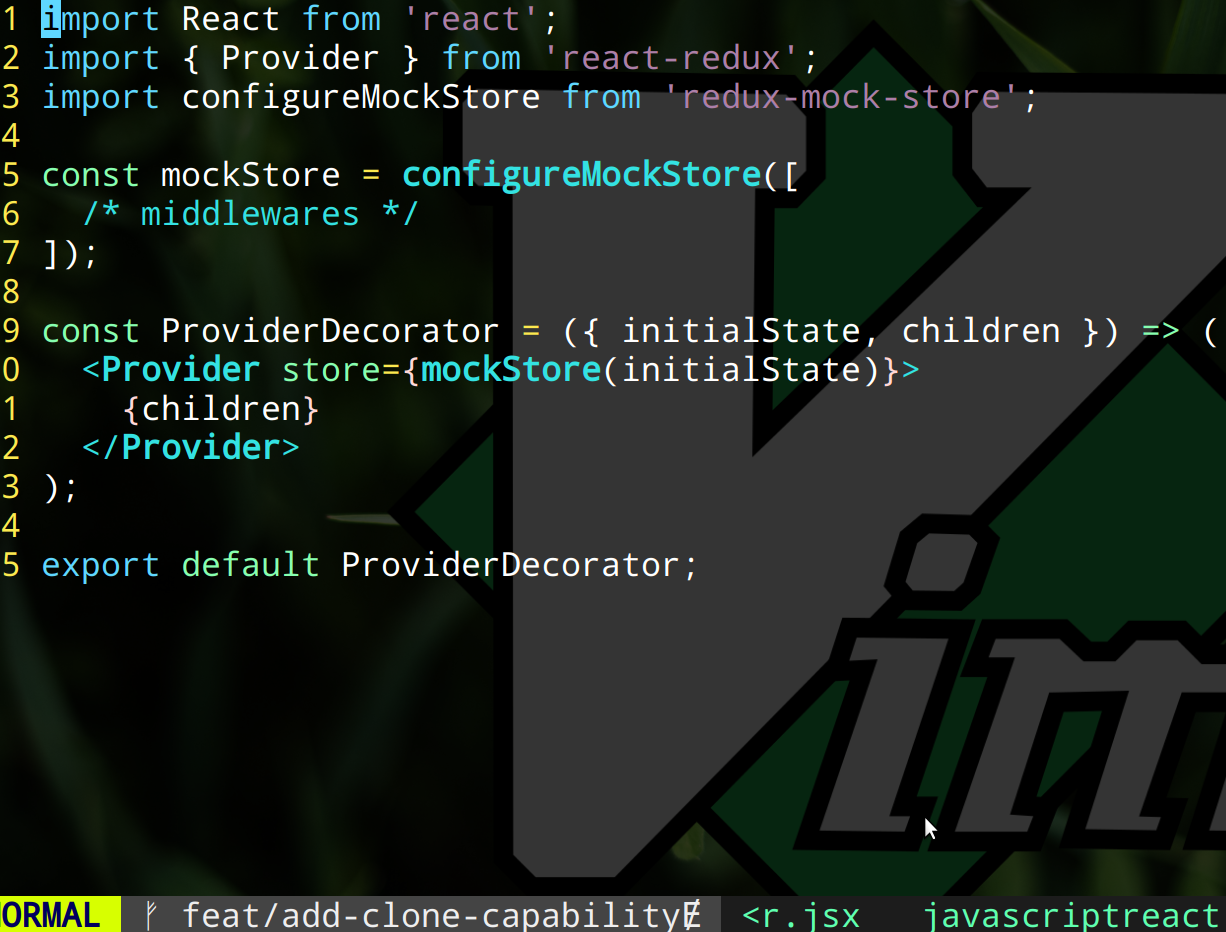 1 import React from 'react';
2 import { Provider } from 'react-redux';
3 import configureMockStore from 'redux-mock-store';
4
5 const mockStore = configureMockStore([
6   /* middlewares */
7 ]);
8
9 const ProviderDecorator = ({ initialState, children }) => (
0   <Provider store={mockStore(initialState)}>
1     {children}
2   </Provider>
3 );
4
5 export default ProviderDecorator;
im
ORMAL ᚠ feat/add-clone-capabilityɆ <r.jsx javascriptreact